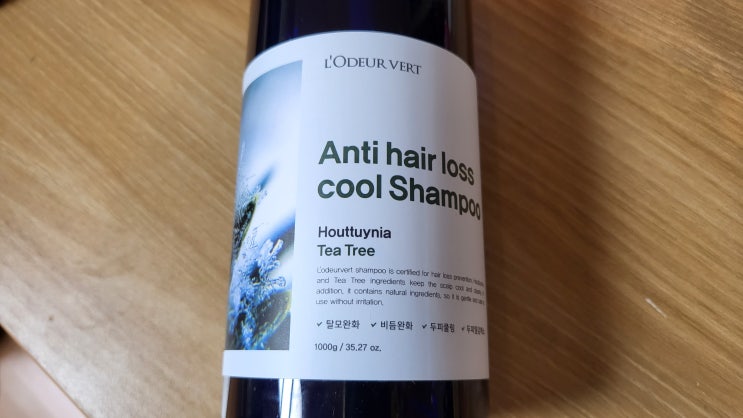 L'ODEUR VERT
Anti hair loss
cool Shampoo
Houttuynia
Tea Tree
L'odeurvert shampoo is certified for hair loss prevention,
and Tea Tree ingredients keep the scalp cool and
addition, it contains natural ingredients, so it is gentle and
use without irritation.
✓ 탈모완화 ✓ 비듬완화 ✓ 두피쿨링 ✓
1000g / 35.27 oz.